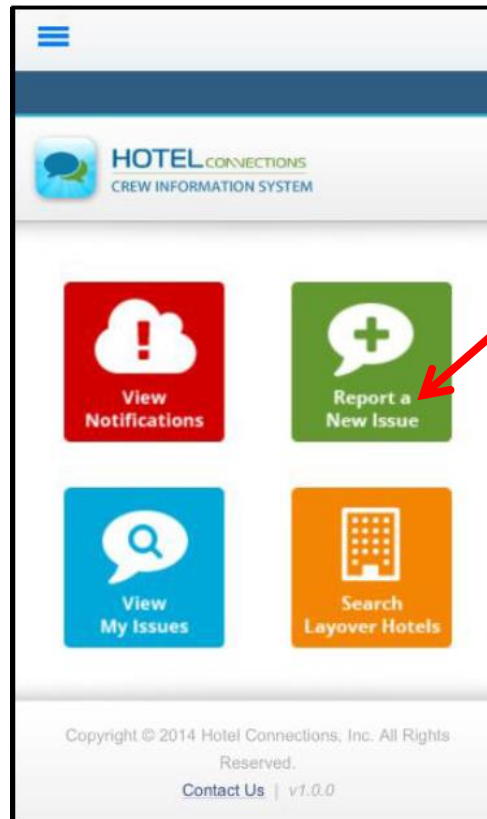 HOTEL CONNECTIONS
CREW INFORMATION SYSTEM
View
Notifications
Report a
New Issue
View
My Issues
Search
Layover Hotels
Copyright © 2014 Hotel Connections, Inc. All Rights
Reserved.
Contact Us | v1.0.0